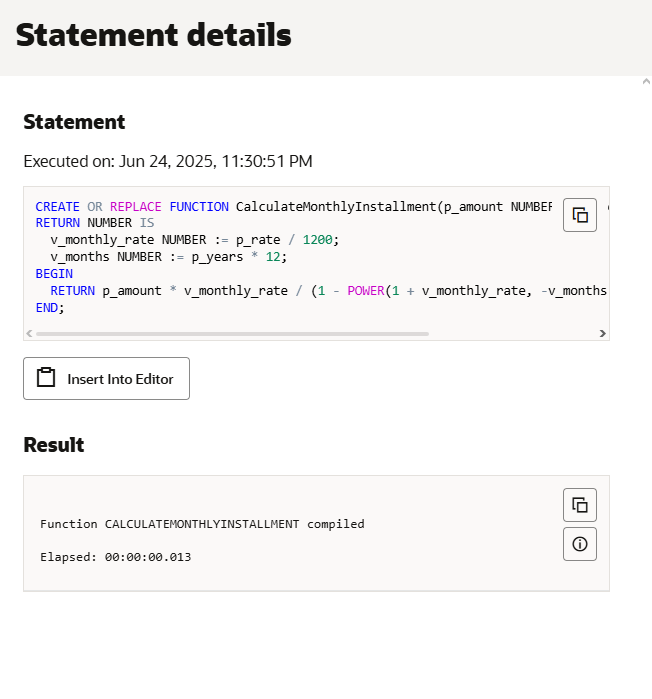 Statement details
Statement
Executed on: Jun 24, 2025, 11:30:51 PM
CREATE OR REPLACE FUNCTION CalculateMonthlyInstallment(p_amount NUMBER
RETURN NUMBER IS
  v_monthly_rate NUMBER := p_rate / 1200;
  v_months NUMBER := p_years * 12;
BEGIN
  RETURN p_amount * v_monthly_rate / (1 - POWER(1 + v_monthly_rate, -v_months
END;
Insert Into Editor
Result
Function CALCULATEMONTHLYINSTALLMENT compiled
Elapsed: 00:00:00.013